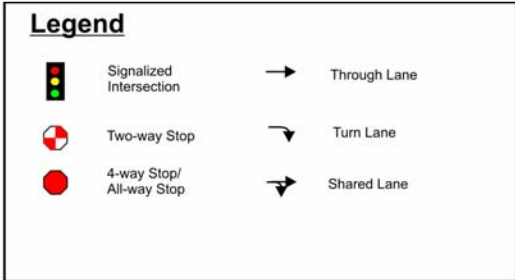 Legend
Signalized
Intersection
Through Lane
Two-way Stop
Turn Lane
4-way Stop/
All-way Stop
Shared Lane